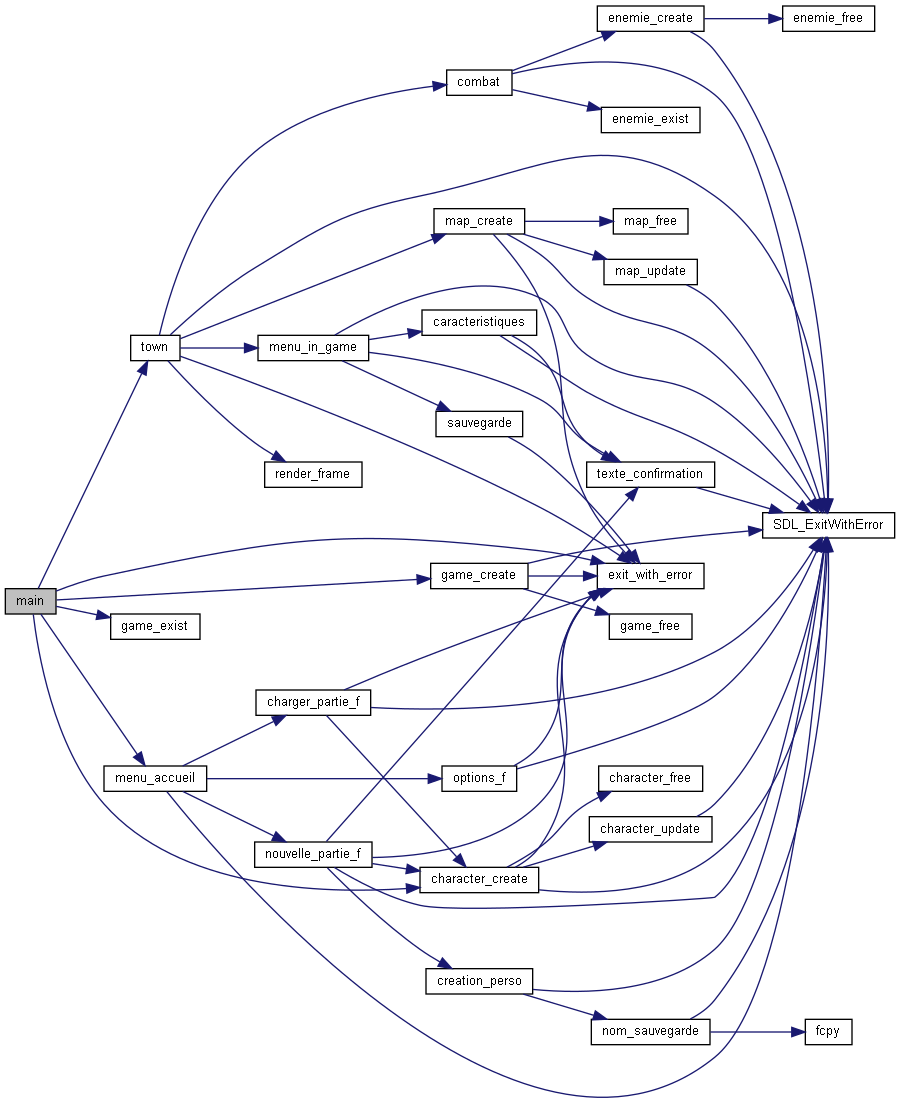 enemie_create
enemie_free
combat
enemie_exist
map_create
map_free
map_update
caracteristiques
town
menu_in_game
sauvegarde
render_frame
texte_confirmation
SDL_ExitWithError
game_create
exit_with_error
main
game_exist
game_free
charger_partie_f
menu_accueil
options_f
character_free
character_update
nouvelle_partie_f
character_create
creation_perso
nom_sauvegarde
fcpy